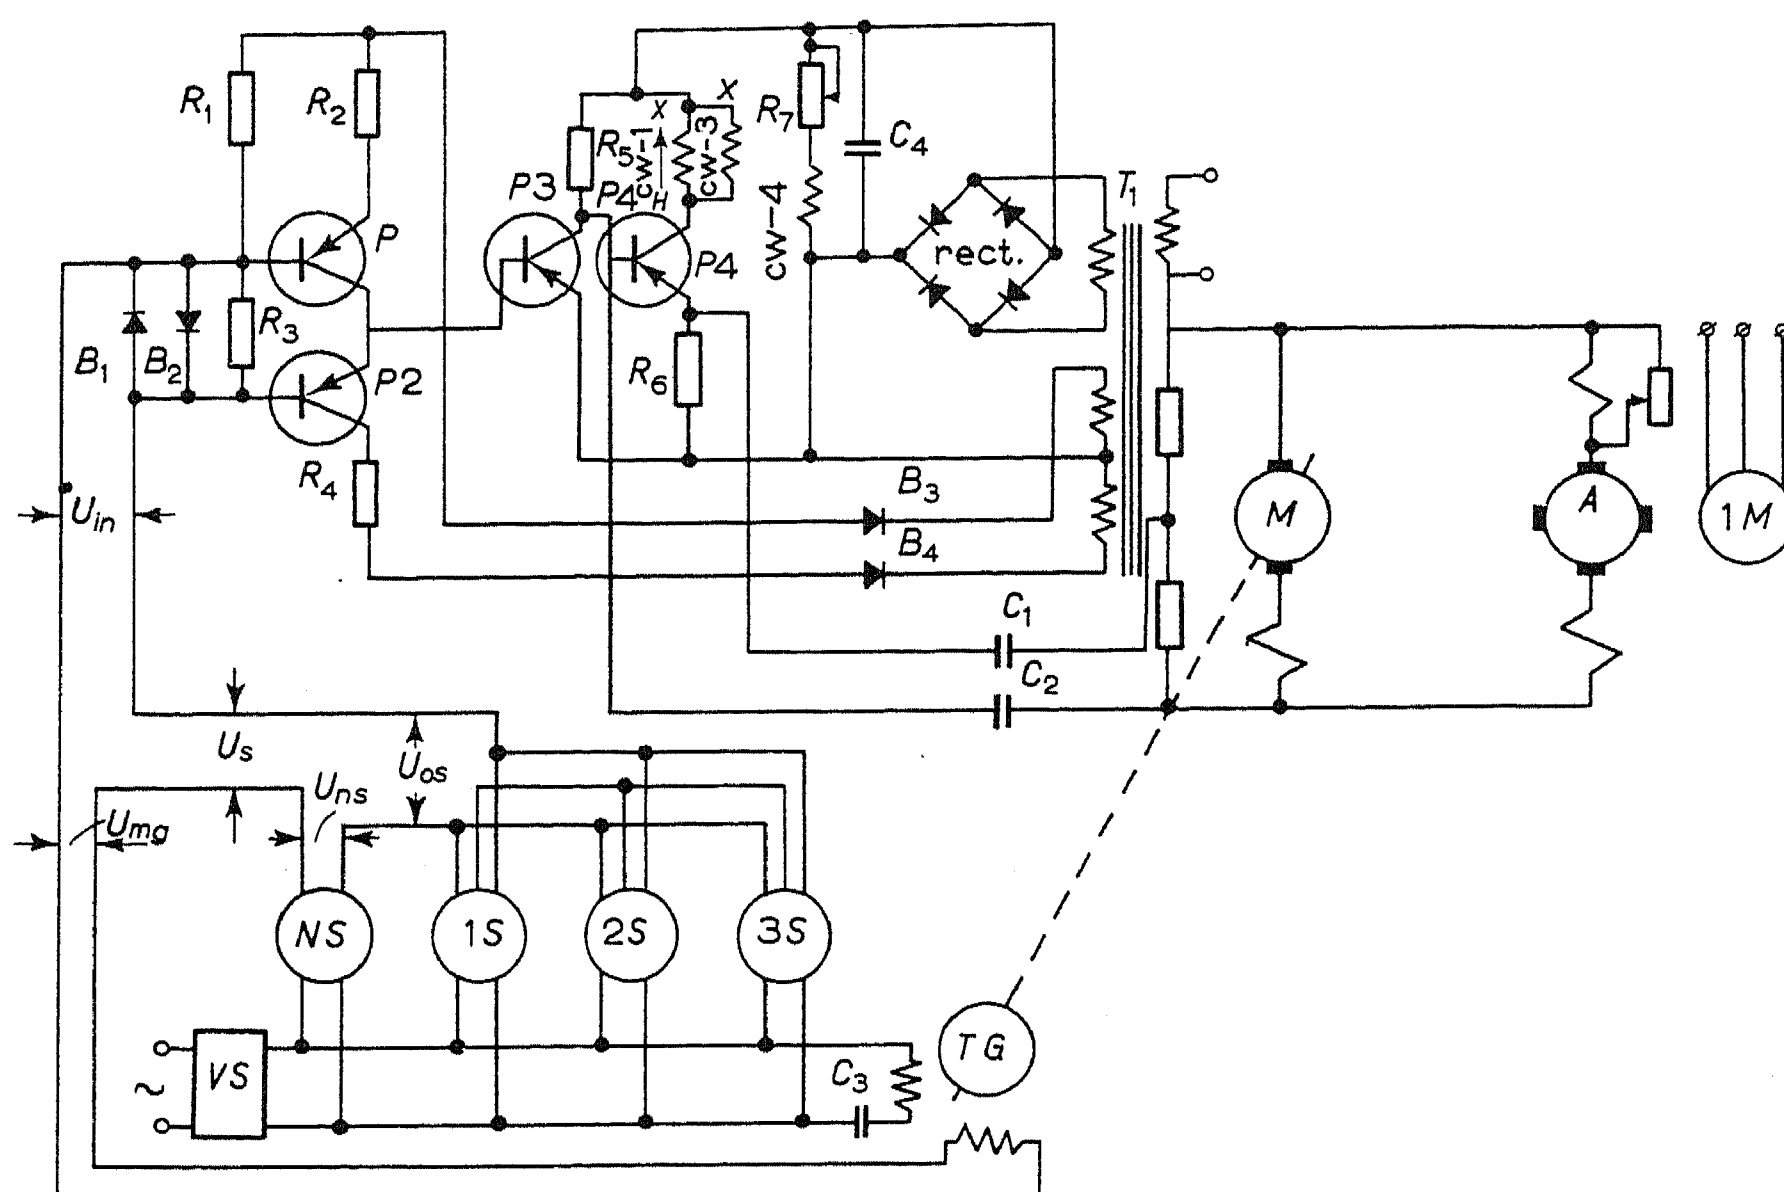 R1
R2
R5
cw-1
X
H
cw-3
X
R7
C4
T1
P3
P4
P
P4
cw-4
rect.
R3
B1
B2
P2
R6
R4
Uin
B3
B4
M
A
1M
C1
C2
Us
Uos
Uns
Umg
NS
1S
2S
3S
TG
~
VS
C3